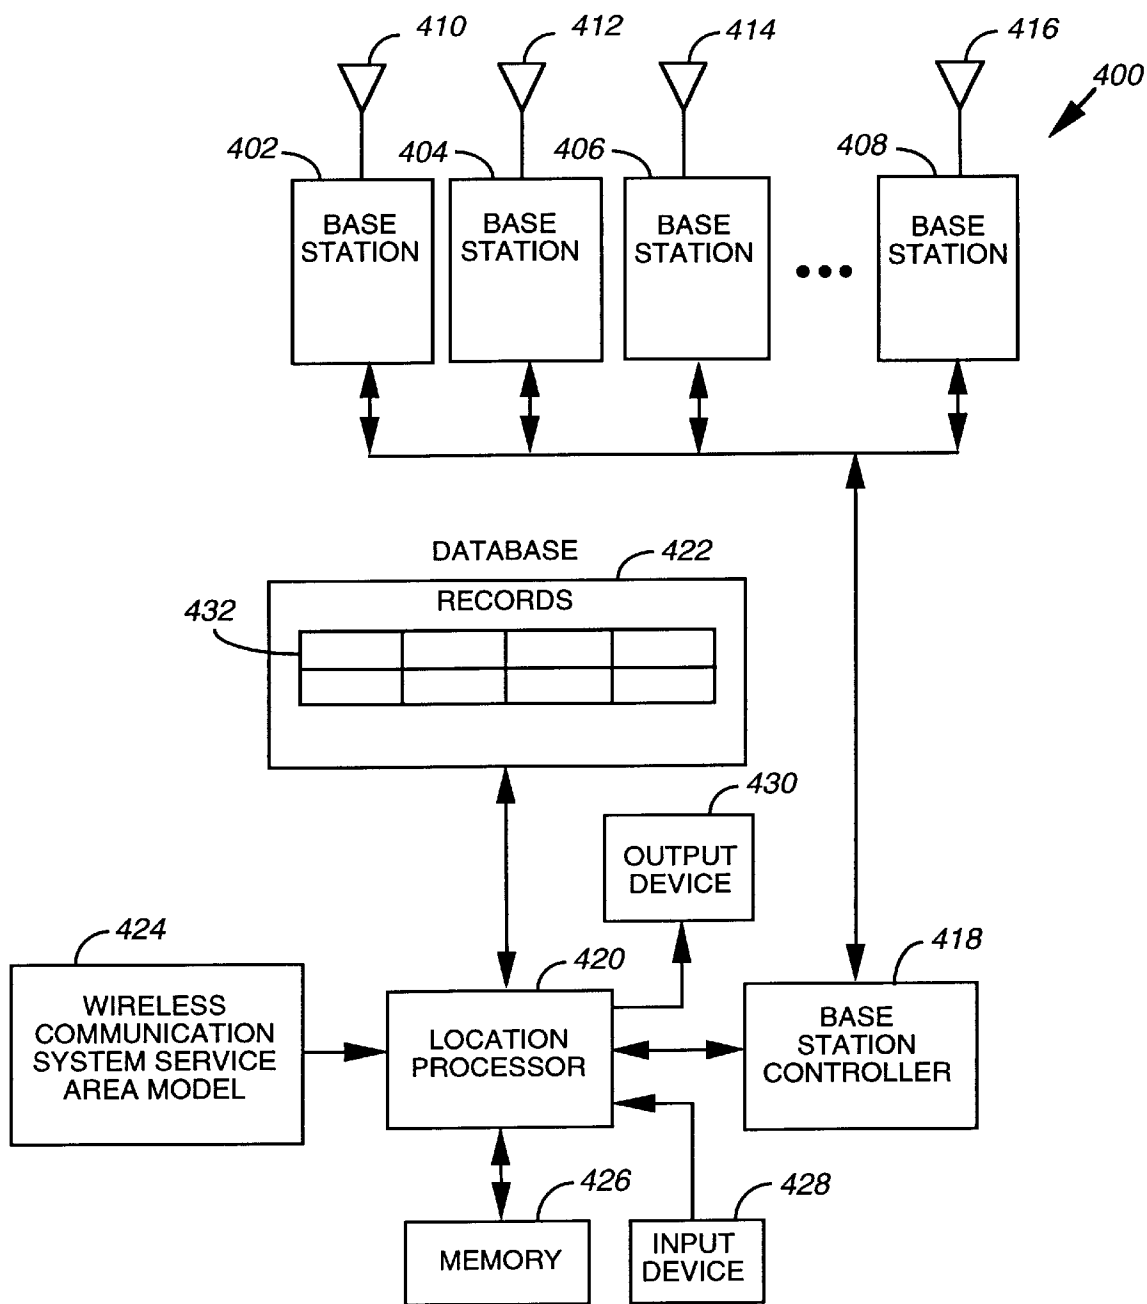 410
412
414
416
400
402
404
406
408
BASE
STATION
BASE
STATION
BASE
STATION
BASE
STATION
DATABASE
422
RECORDS
432
430
OUTPUT
DEVICE
424
420
418
WIRELESS
COMMUNICATION
SYSTEM SERVICE
AREA MODEL
LOCATION
PROCESSOR
BASE
STATION
CONTROLLER
426
428
MEMORY
INPUT
DEVICE